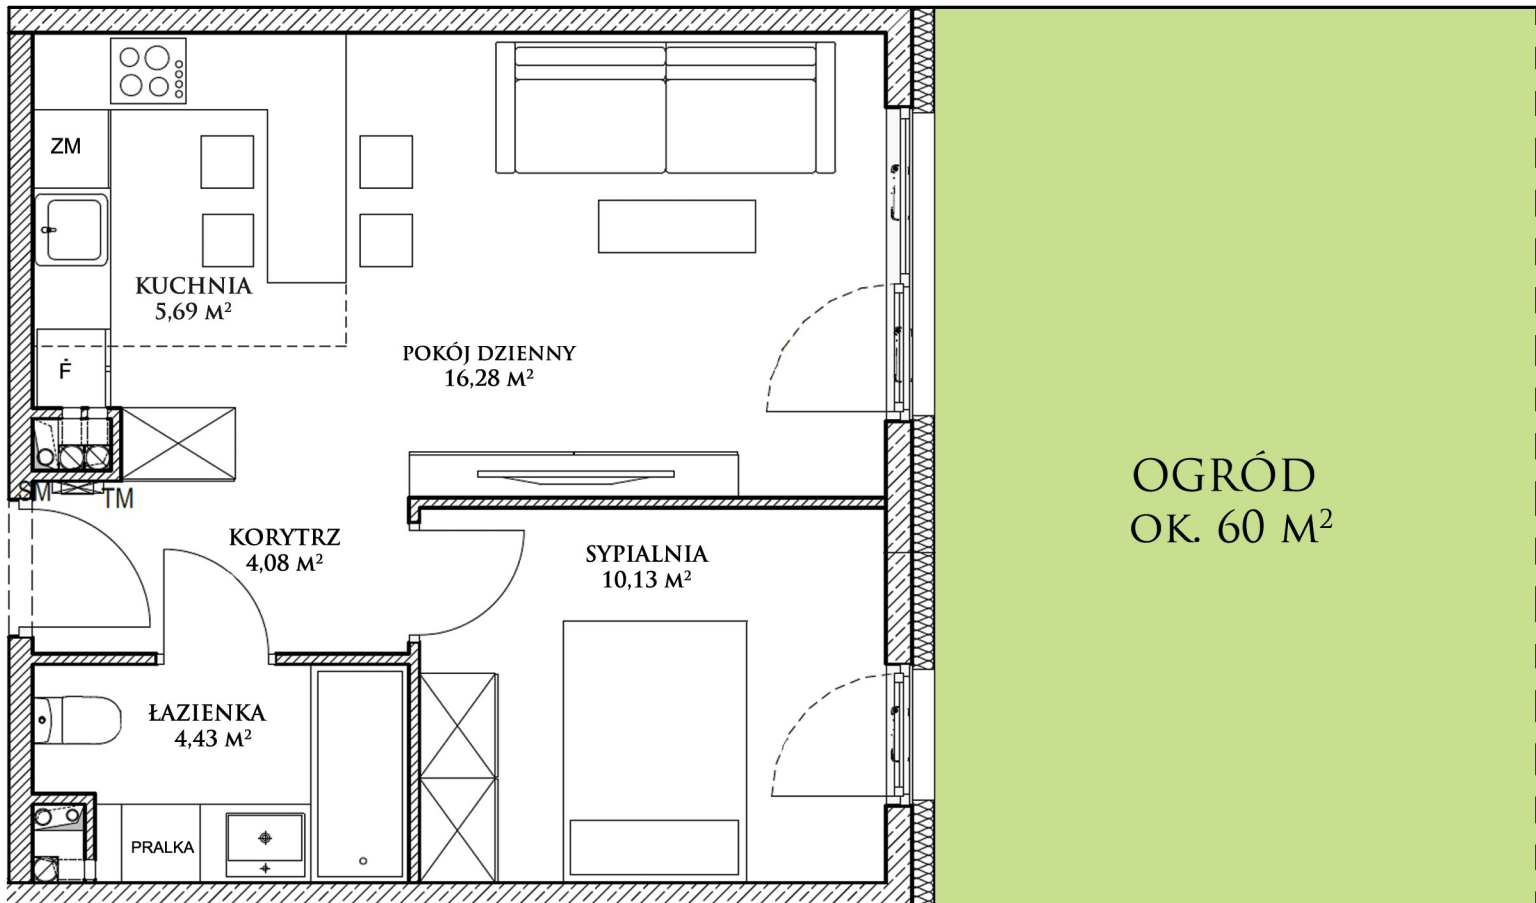 ZM
KUCHNIA
5,69 M²
POKÓJ DZIENNY
16,28 M²
Ḟ
SM
TM
KORYTRZ
4,08 M²
SYPIALNIA
10,13 M²
OGRÓD
OK. 60 M²
ŁAZIENKA
4,43 M²
PRALKA